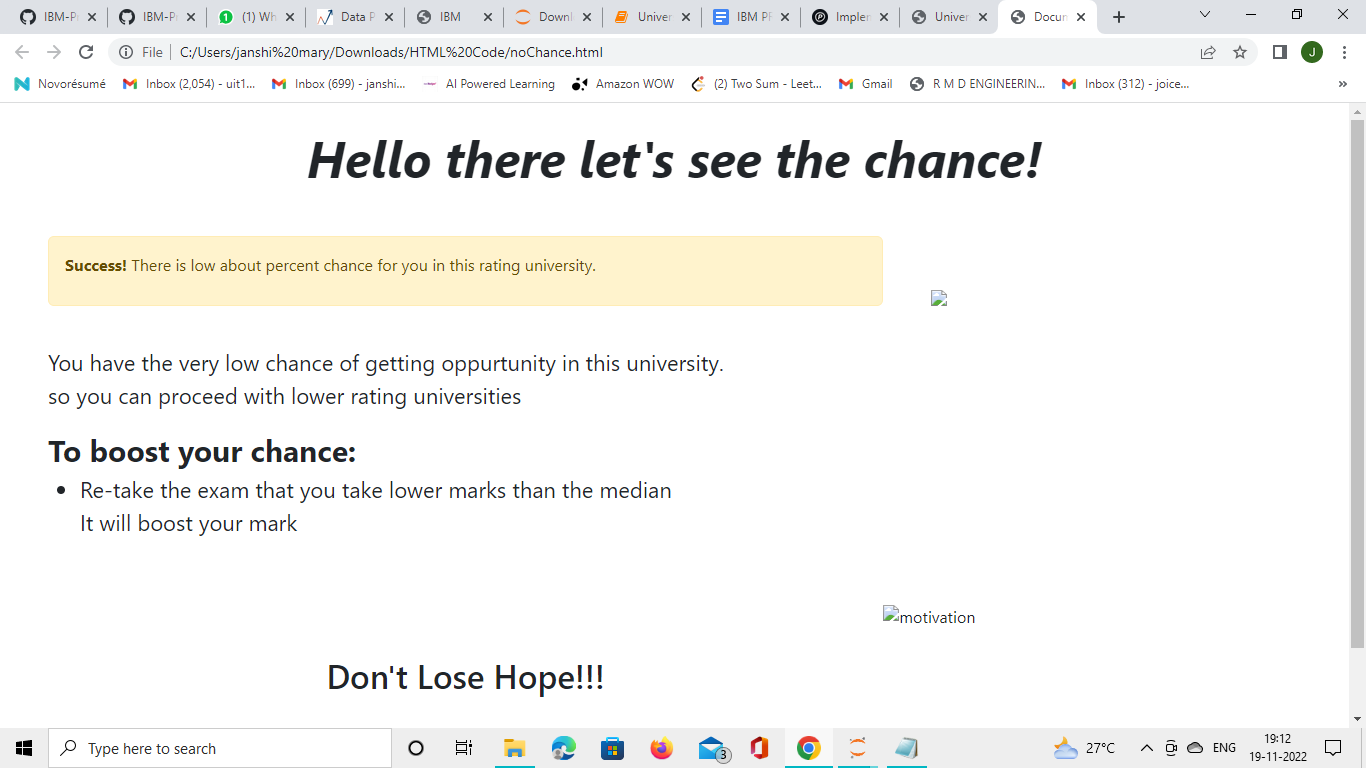 IBM-Pr
IBM-Pr
(1) Wh
Data P
IBM
Downl
Univer
IBM PR
Implem
Univer
Docun
File
C:/Users/janshi%20mary/Downloads/HTML%20Code/noChance.html
J
Novorésumé
Inbox (2,054) - uit1...
Inbox (699) - janshi...
AI Powered Learning
Amazon WOW
(2) Two Sum - Leet...
Gmail
R M D ENGINEERIN...
Inbox (312) - joice...
»
Hello there let's see the chance!
Success! There is low about percent chance for you in this rating university.
You have the very low chance of getting oppurtunity in this university.
so you can proceed with lower rating universities
To boost your chance:
• Re-take the exam that you take lower marks than the median
It will boost your mark
motivation
Don't Lose Hope!!!
Type here to search
3
27°C
ENG
19:12
19-11-2022